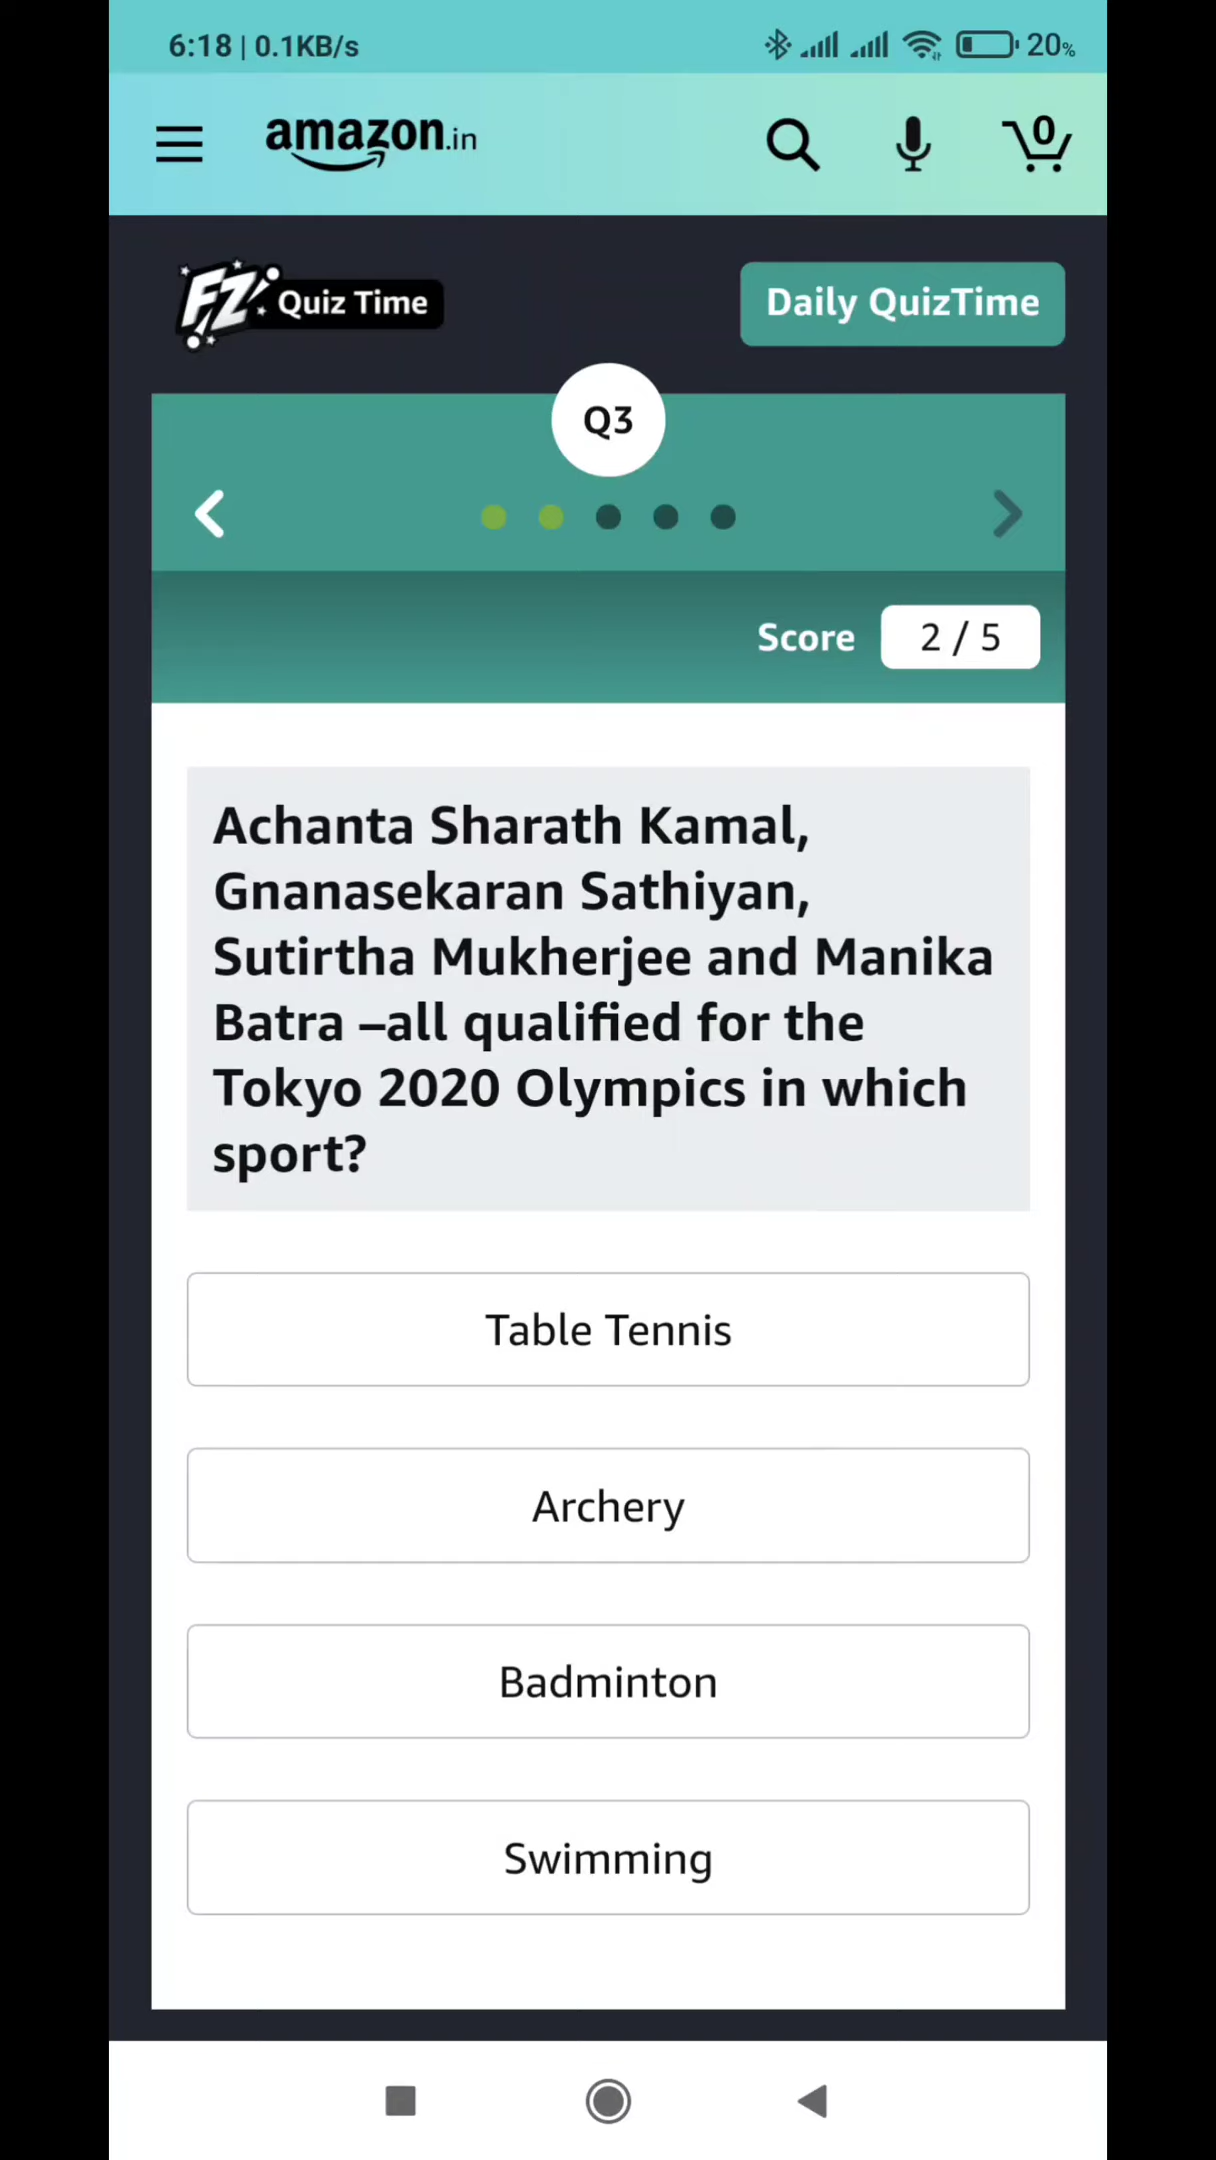 6:18 | 0.1KB/s 20%
amazon.in 0
FZ Quiz Time Daily QuizTime
Q3
Score 2 / 5
Achanta Sharath Kamal,
Gnanasekaran Sathiyan,
Sutirtha Mukherjee and Manika
Batra –all qualified for the
Tokyo 2020 Olympics in which
sport?
Table Tennis
Archery
Badminton
Swimming